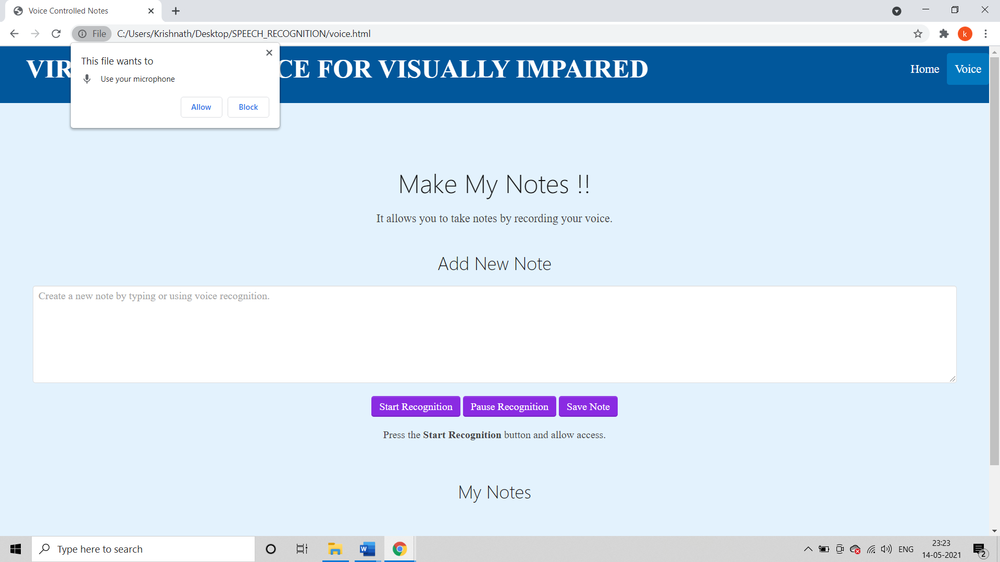 Voice Controlled Notes
File C:/Users/Krishnath/Desktop/SPEECH_RECOGNITION/voice.html
k
This file wants to
Use your microphone
Allow Block
VIR CE FOR VISUALLY IMPAIRED
Home Voice
Make My Notes !!
It allows you to take notes by recording your voice.
Add New Note
Create a new note by typing or using voice recognition.
Start Recognition Pause Recognition Save Note
Press the Start Recognition button and allow access.
My Notes
Type here to search
W
ENG
23:23
14-05-2021
2